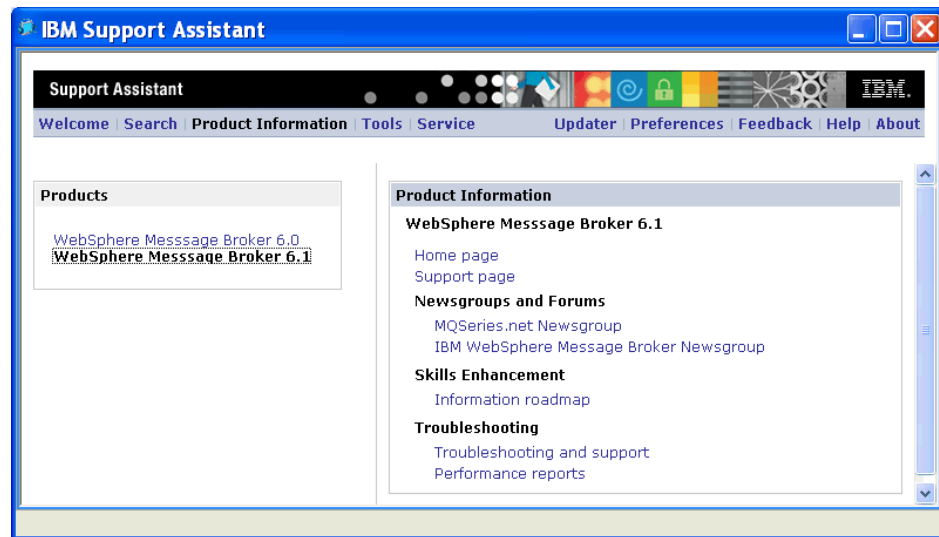 IBM Support Assistant
Support Assistant
IBM.
Welcome | Search | Product Information | Tools | Service
Updater | Preferences | Feedback | Help | About
Products
WebSphere Messsage Broker 6.0
WebSphere Messsage Broker 6.1
Product Information
WebSphere Messsage Broker 6.1
Home page
Support page
Newsgroups and Forums
MQSeries.net Newsgroup
IBM WebSphere Message Broker Newsgroup
Skills Enhancement
Information roadmap
Troubleshooting
Troubleshooting and support
Performance reports